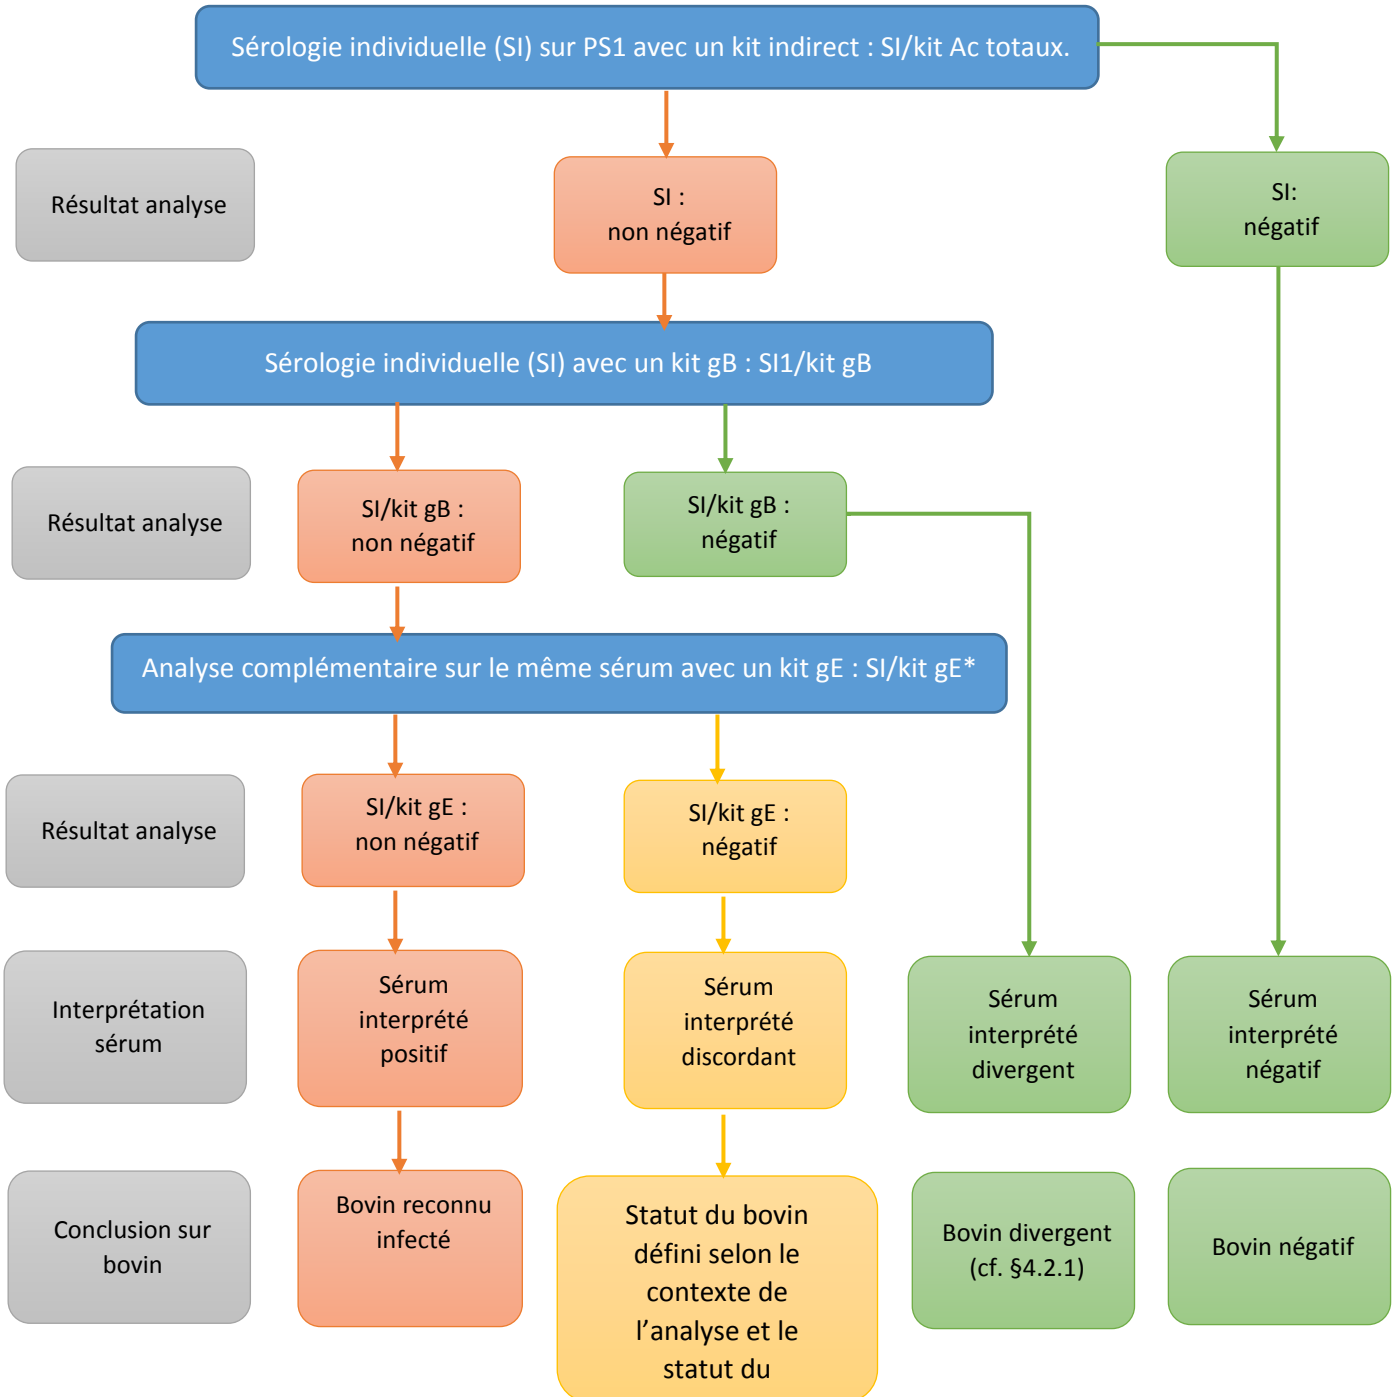 Sérologie individuelle (SI) sur PS1 avec un kit indirect : SI/kit Ac totaux.
Résultat analyse
SI :
non négatif
SI:
négatif
Sérologie individuelle (SI) avec un kit gB : SI1/kit gB
Résultat analyse
SI/kit gB :
non négatif
SI/kit gB :
négatif
Analyse complémentaire sur le même sérum avec un kit gE : SI/kit gE*
Résultat analyse
SI/kit gE :
non négatif
SI/kit gE :
négatif
Interprétation
sérum
Sérum
interprété
positif
Sérum
interprété
discordant
Sérum
interprété
divergent
Sérum
interprété
négatif
Conclusion sur
bovin
Bovin reconnu
infecté
Statut du bovin
défini selon le
contexte de
l’analyse et le
statut du
Bovin divergent
(cf. §4.2.1)
Bovin négatif